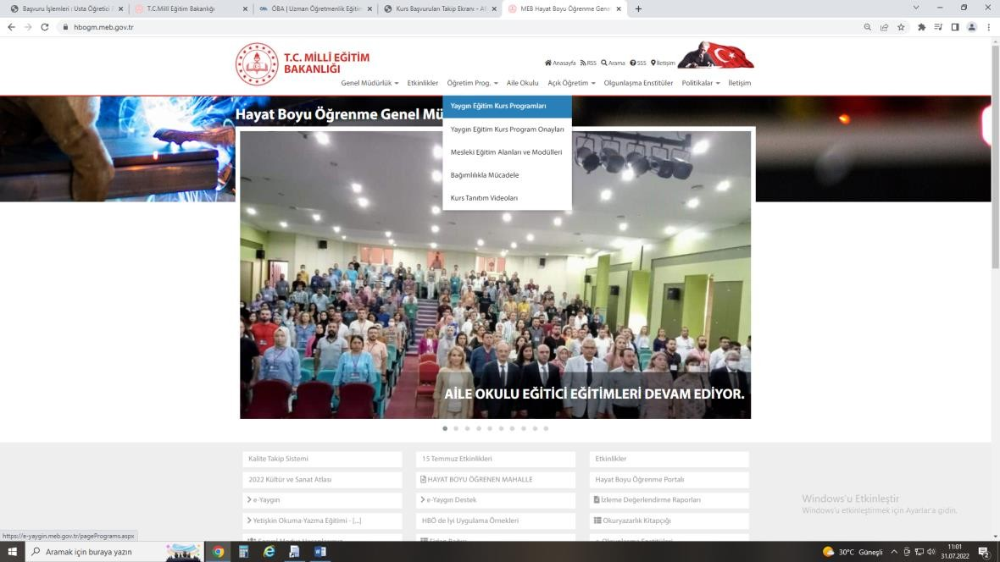 Başvuru İşlemleri : Usta Öğretici
T.C.Millî Eğitim Bakanlığı
ÖBA | Uzman Öğretmenlik Eğitim
Kurs Başvuruları Takip Ekranı - A
MEB Hayat Boyu Öğrenme Gene
hbogm.meb.gov.tr
T.C. MİLLÎ EĞİTİM
BAKANLIĞI
Anasayfa RSS Arama SSS İletişim
Genel Müdürlük Etkinlikler Öğretim Prog. Aile Okulu Açık Öğretim Olgunlaşma Enstitüler Politikalar İletişim
Hayat Boyu Öğrenme Genel Mü
Yaygın Eğitim Kurs Programları
Yaygın Eğitim Kurs Program Onayları
Mesleki Eğitim Alanları ve Modülleri
Bağımlılıkla Mücadele
Kurs Tanıtım Videoları
AİLE OKULU EĞİTİCİ EĞİTİMLERİ DEVAM EDİYOR.
Kalite Takip Sistemi 15 Temmuz Etkinlikleri Etkinlikler
2022 Kültür ve Sanat Atlası HAYAT BOYU ÖĞRENEN MAHALLE Hayat Boyu Öğrenme Portalı
e-Yaygın e-Yaygın Destek İzleme Değerlendirme Raporları
Yetişkin Okuma-Yazma Eğitimi - [...] HBÖ de İyi Uygulama Örnekleri Okuryazarlık Kitapçığı
Windows'u Etkinleştir
Windows'u etkinleştirmek için Ayarlar'a gidin.
https://e-yaygin.meb.gov.tr/pagePrograms.aspx
Aramak için buraya yazın
30°C Güneşli
11:01
31.07.2022
2